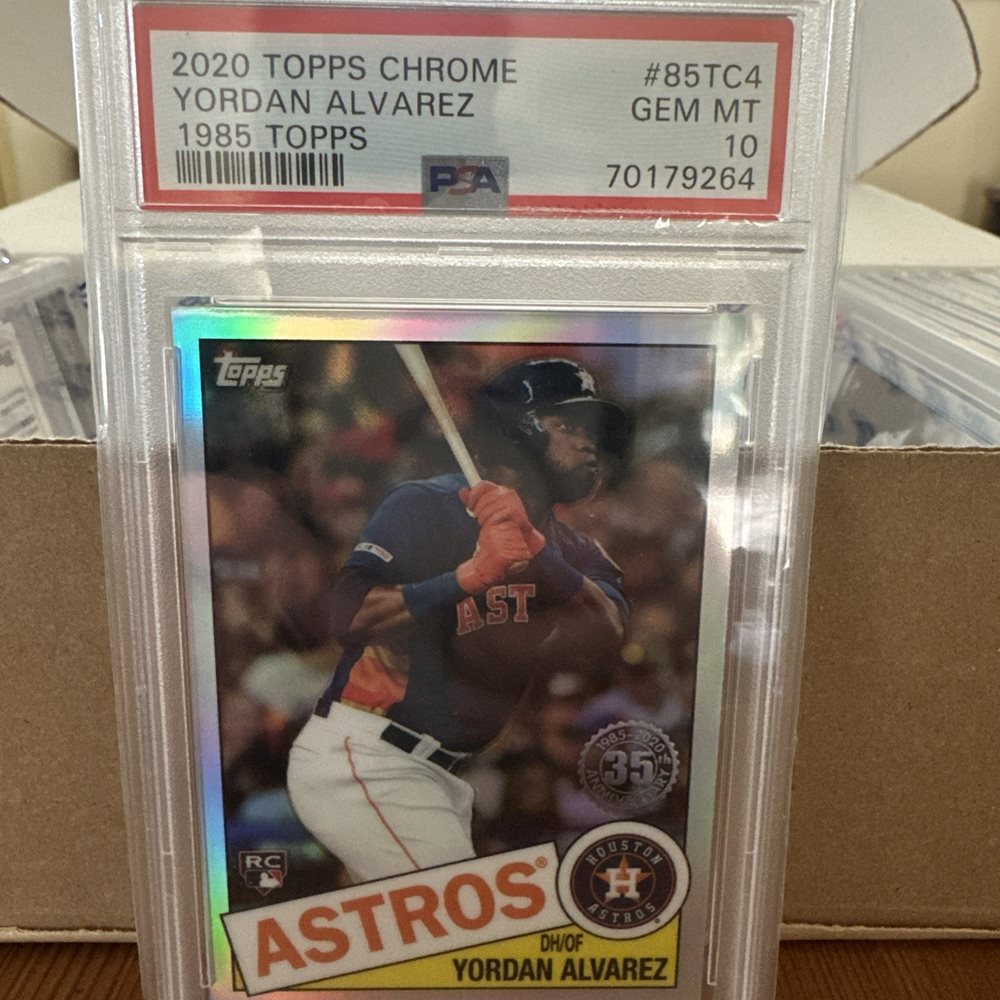 2020 TOPPS CHROME #85TC4
YORDAN ALVAREZ GEM MT
1985 TOPPS 10
PSA 70179264
Topps
AST
1985-2020
35th
ANNIVERSARY
RC
HOUSTON
H
ASTROS
ASTROS®
DH/OF
YORDAN ALVAREZ